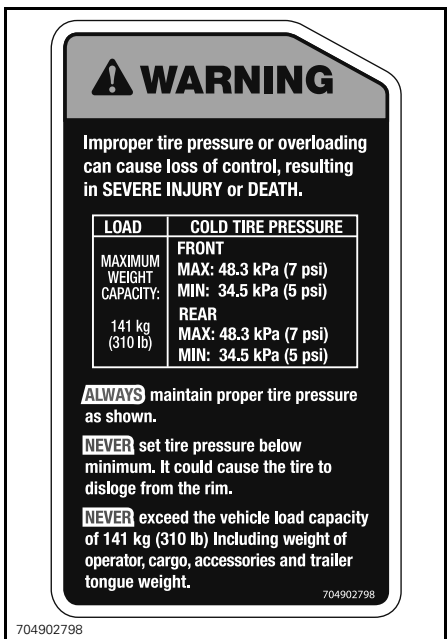 WARNING
Improper tire pressure or overloading
can cause loss of control, resulting
in SEVERE INJURY or DEATH.
LOAD COLD TIRE PRESSURE
MAXIMUM
WEIGHT
CAPACITY:
141 kg
(310 lb)
FRONT
MAX: 48.3 kPa (7 psi)
MIN: 34.5 kPa (5 psi)
REAR
MAX: 48.3 kPa (7 psi)
MIN: 34.5 kPa (5 psi)
ALWAYS maintain proper tire pressure
as shown.
NEVER set tire pressure below
minimum. It could cause the tire to
disloge from the rim.
NEVER exceed the vehicle load capacity
of 141 kg (310 lb) Including weight of
operator, cargo, accessories and trailer
tongue weight.
704902798
704902798